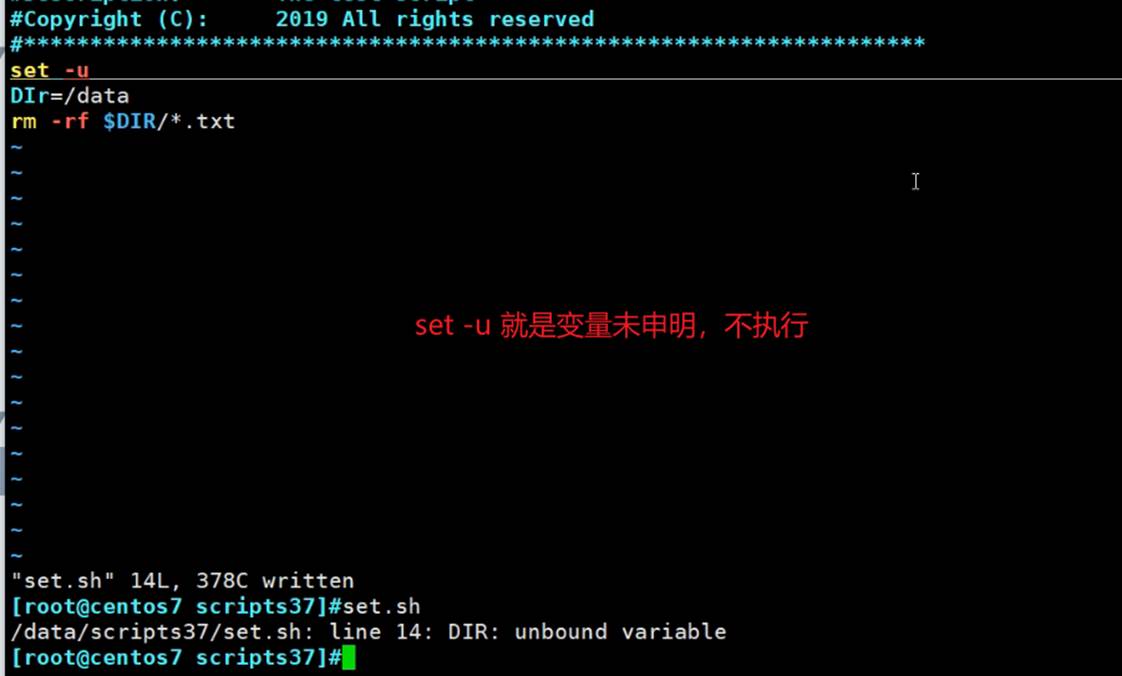 #Copyright (C):     2019 All rights reserved
#********************************************************************
set -u
DIr=/data
rm -rf $DIR/*.txt
~
~
~
~
~
~
~
set -u 就是变量未申明，不执行
~
~
~
~
~
~
~
~
~
~
"set.sh" 14L, 378C written
[root@centos7 scripts37]#set.sh
/data/scripts37/set.sh: line 14: DIR: unbound variable
[root@centos7 scripts37]#